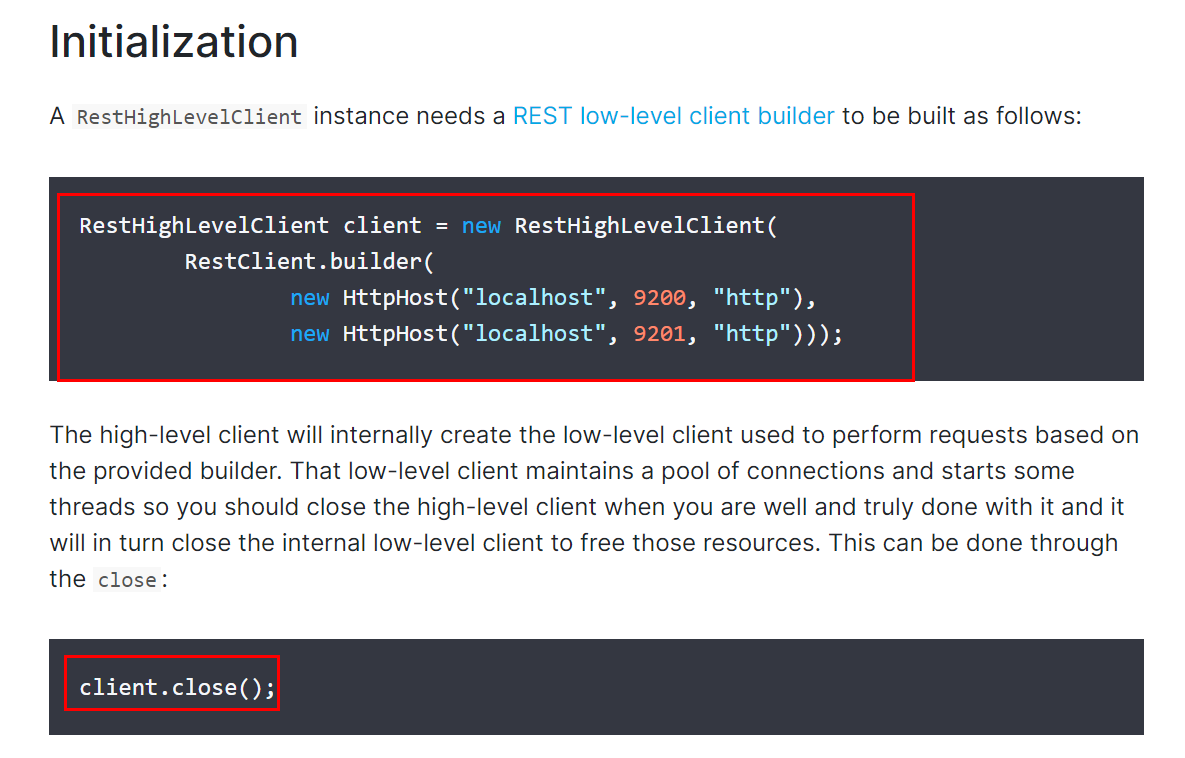 Initialization
A RestHighLevelClient instance needs a REST low-level client builder to be built as follows:
RestHighLevelClient client = new RestHighLevelClient(
        RestClient.builder(
                new HttpHost("localhost", 9200, "http"),
                new HttpHost("localhost", 9201, "http")));
The high-level client will internally create the low-level client used to perform requests based on
the provided builder. That low-level client maintains a pool of connections and starts some
threads so you should close the high-level client when you are well and truly done with it and it
will in turn close the internal low-level client to free those resources. This can be done through
the close:
client.close();